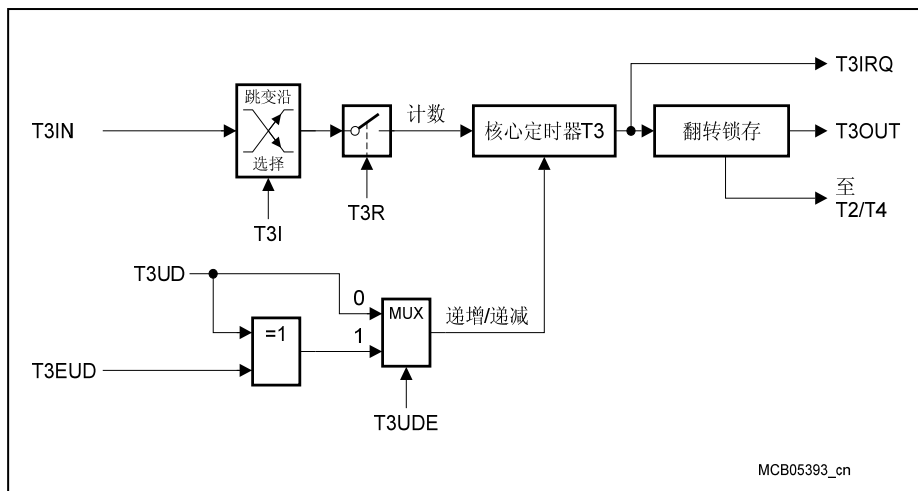 T3IRQ
跳变沿
T3IN
计数
核心定时器T3
翻转锁存
T3OUT
选择
至
T2/T4
T3R
T3I
T3UD
0
MUX
递增/递减
=1
1
T3EUD
T3UDE
MCB05393_cn